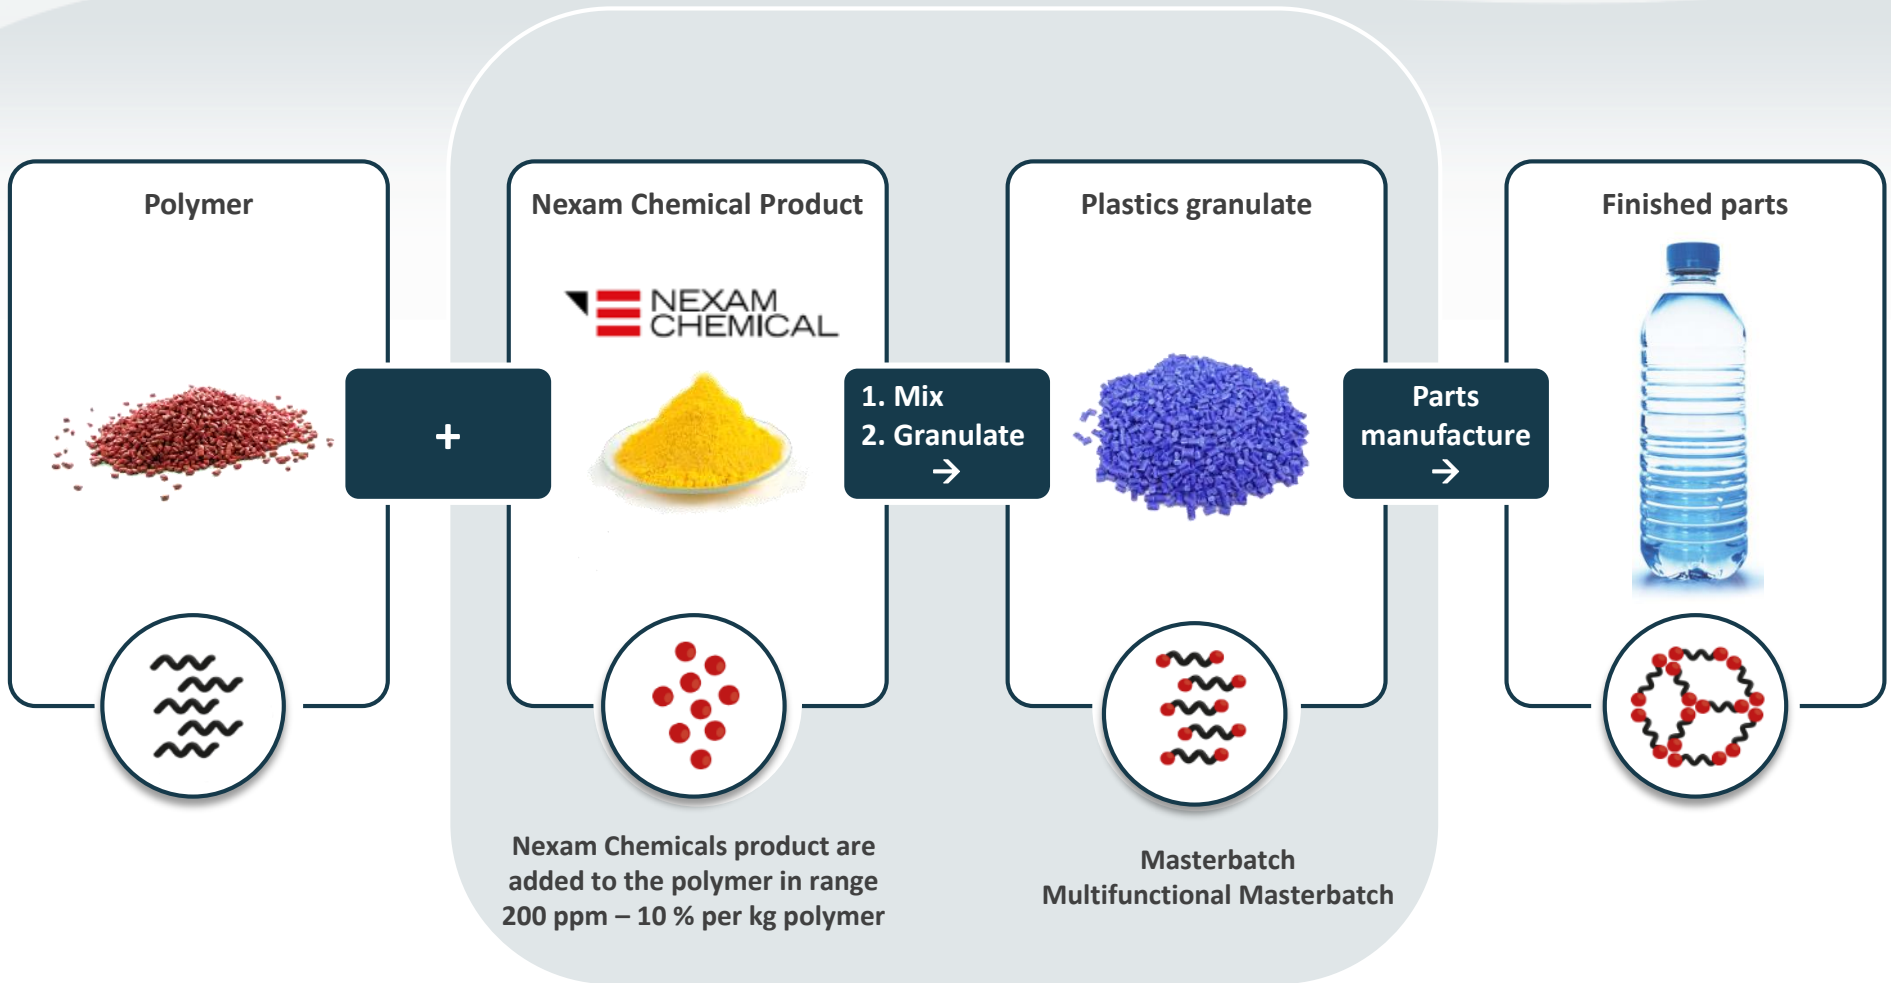 Polymer
Nexam Chemical Product
Plastics granulate
Finished parts
NEXAM
CHEMICAL
+
1. Mix
2. Granulate
→
Parts
manufacture
→
Nexam Chemicals product are
added to the polymer in range
200 ppm – 10 % per kg polymer
Masterbatch
Multifunctional Masterbatch